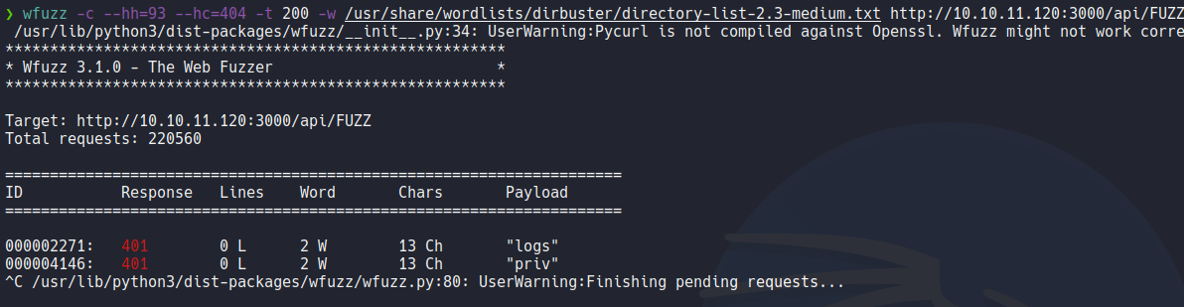 ❯ wfuzz -c --hh=93 --hc=404 -t 200 -w /usr/share/wordlists/dirbuster/directory-list-2.3-medium.txt http://10.10.11.120:3000/api/FUZZ
/usr/lib/python3/dist-packages/wfuzz/__init__.py:34: UserWarning:Pycurl is not compiled against Openssl. Wfuzz might not work corre
********************************************************
* Wfuzz 3.1.0 - The Web Fuzzer *
********************************************************
Target: http://10.10.11.120:3000/api/FUZZ
Total requests: 220560
=====================================================================
ID Response Lines Word Chars Payload
=====================================================================
000002271: 401 0 L 2 W 13 Ch "logs"
000004146: 401 0 L 2 W 13 Ch "priv"
^C /usr/lib/python3/dist-packages/wfuzz/wfuzz.py:80: UserWarning:Finishing pending requests...